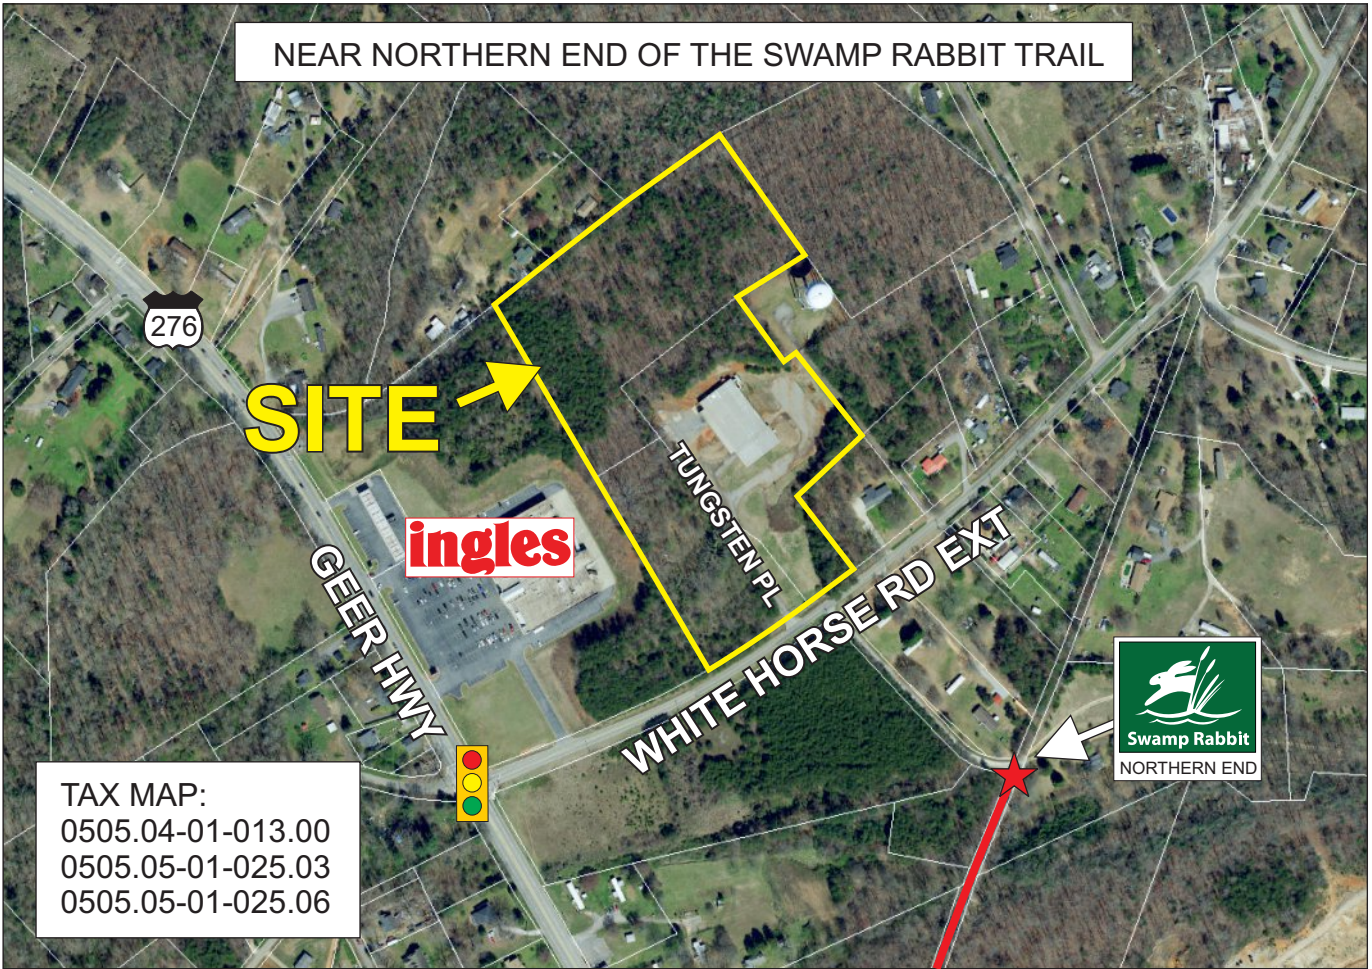 NEAR NORTHERN END OF THE SWAMP RABBIT TRAIL
276
SITE
TUNGSTEN PL
ingles
GEER HWY
WHITE HORSE RD EXT
Swamp Rabbit
NORTHERN END
TAX MAP:
0505.04-01-013.00
0505.05-01-025.03
0505.05-01-025.06